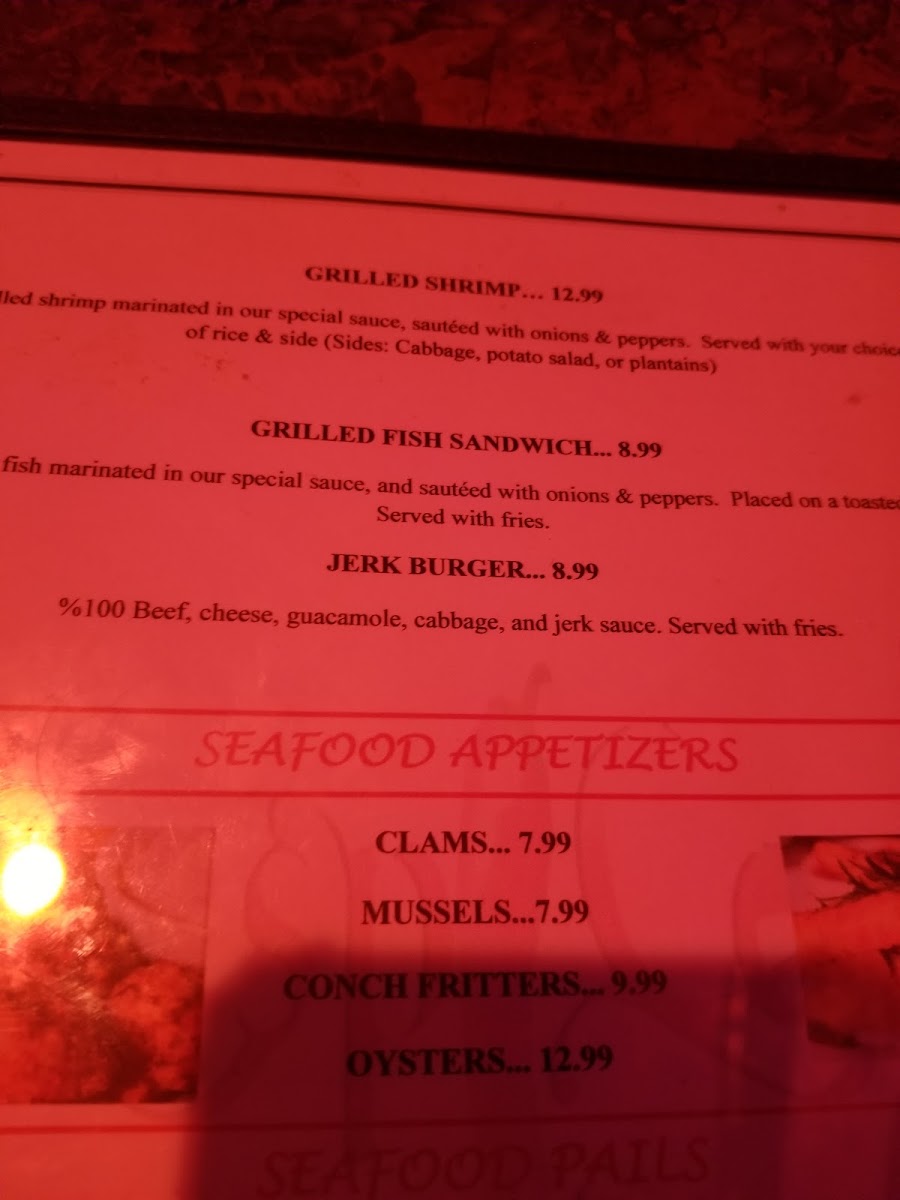 GRILLED SHRIMP... 12.99
shrimp marinated in our special sauce, sautéed with onions & peppers. Served with your choice
of rice & side (Sides: Cabbage, potato salad, or plantains)
GRILLED FISH SANDWICH... 8.99
fish marinated in our special sauce, and sautéed with onions & peppers. Placed on a toasted
Served with fries.
JERK BURGER... 8.99
%100 Beef, cheese, guacamole, cabbage, and jerk sauce. Served with fries.
SEAFOOD APPETIZERS
CLAMS... 7.99
MUSSELS...7.99
CONCH FRITTERS... 9.99
OYSTERS... 12.99
SEAFOOD PAILS